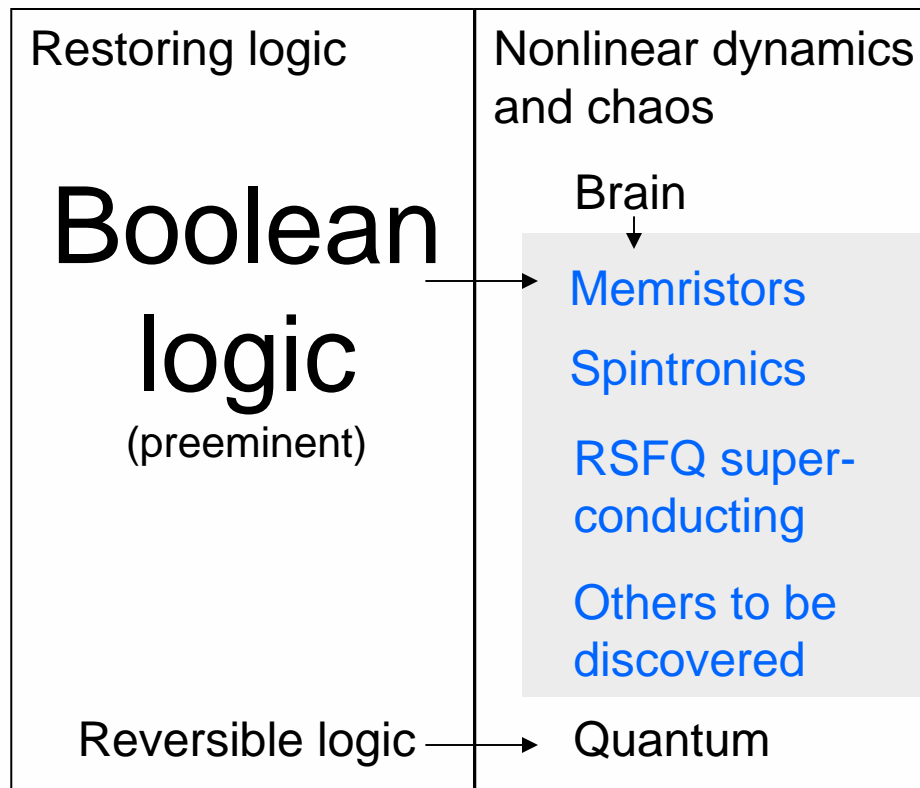 Restoring logic
Boolean
logic
(preeminent)
Reversible logic
Nonlinear dynamics
and chaos
Brain
Memristors
Spintronics
RSFQ super-
conducting
Others to be
discovered
Quantum